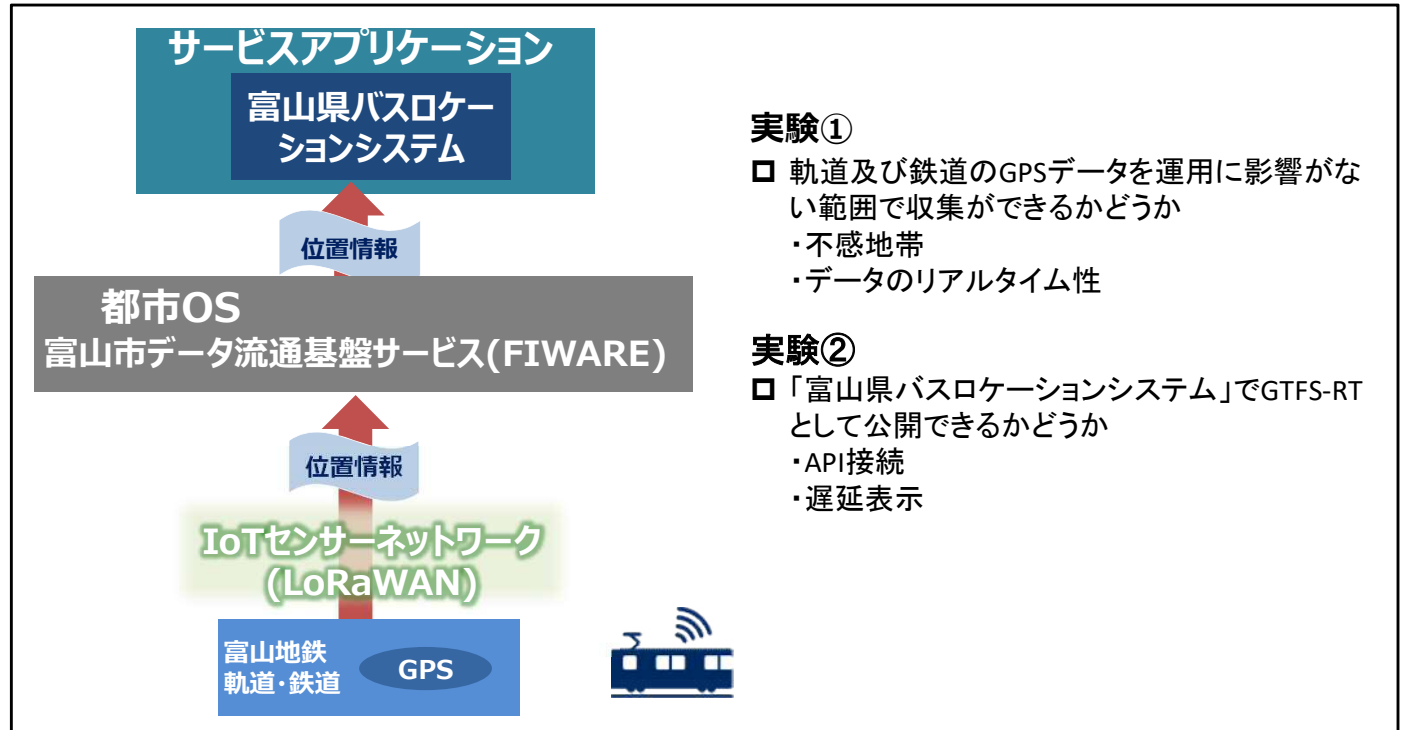 サービスアプリケーション
富山県バスロケー
ションシステム
位置情報
都市OS
富山市データ流通基盤サービス(FIWARE)
位置情報
IoTセンサーネットワーク
(LoRaWAN)
富山地鉄
軌道・鉄道
GPS
実験①
軌道及び鉄道のGPSデータを運用に影響がな
い範囲で収集ができるかどうか
・不感地帯
・データのリアルタイム性
実験②
「富山県バスロケーションシステム」でGTFS-RT
として公開できるかどうか
・API接続
・遅延表示